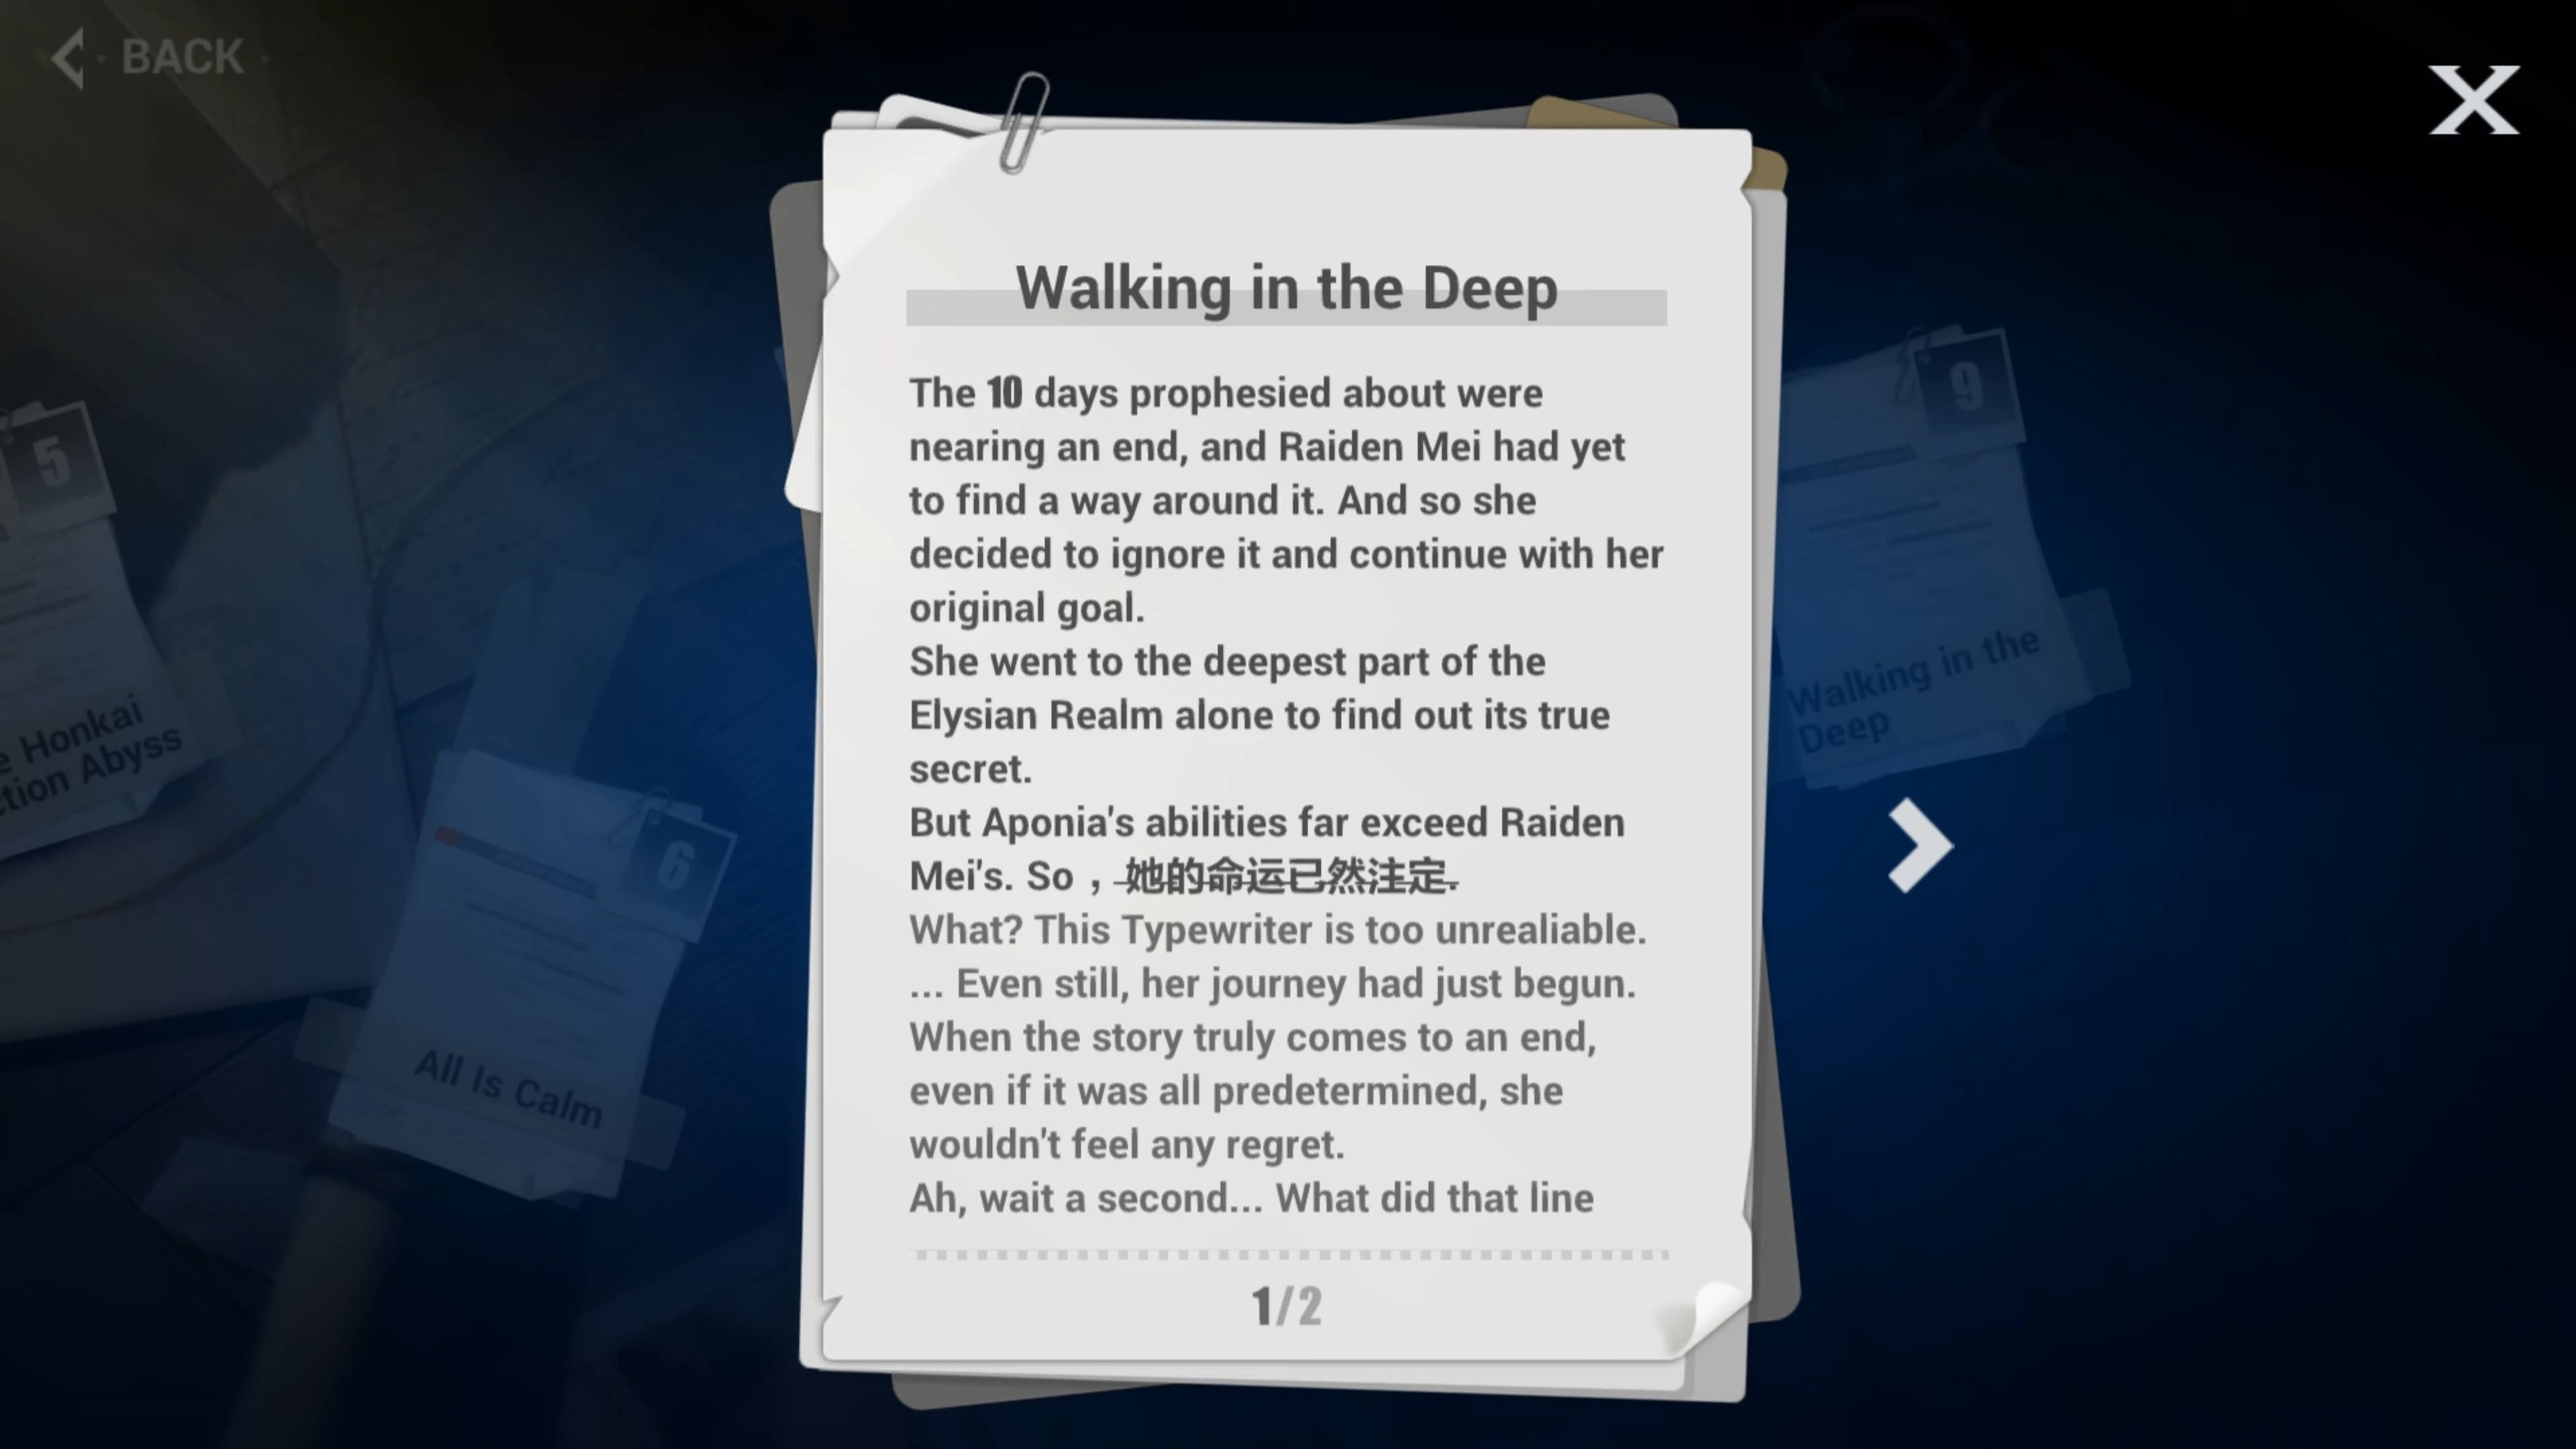 BACK
X
Walking in the Deep
The 10 days prophesied about were
nearing an end, and Raiden Mei had yet
to find a way around it. And so she
decided to ignore it and continue with her
original goal.
She went to the deepest part of the
Elysian Realm alone to find out its true
secret.
But Aponia's abilities far exceed Raiden
Mei's. So , 她的命运已然注定.
What? This Typewriter is too unrealiable.
... Even still, her journey had just begun.
When the story truly comes to an end,
even if it was all predetermined, she
wouldn't feel any regret.
Ah, wait a second... What did that line
1/2
5
e Honkai
ction Abyss
6
All Is Calm
9
Walking in the
Deep